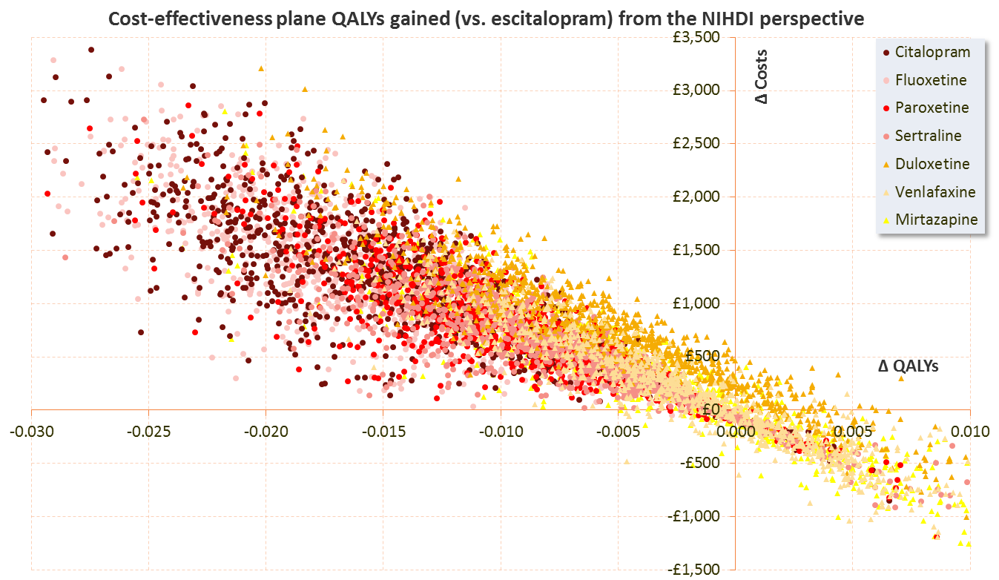 Cost-effectiveness plane QALYs gained (vs. escitalopram) from the NIHDI perspective
£3,500
Δ Costs
Citalopram
Fluoxetine
Paroxetine
Sertraline
Duloxetine
Venlafaxine
Mirtazapine
£3,000
£2,500
£2,000
£1,500
£1,000
£500
Δ QALYs
£0
-0.030 -0.025 -0.020 -0.015 -0.010 -0.005 0.000 0.005 0.010
-£500
-£1,000
-£1,500